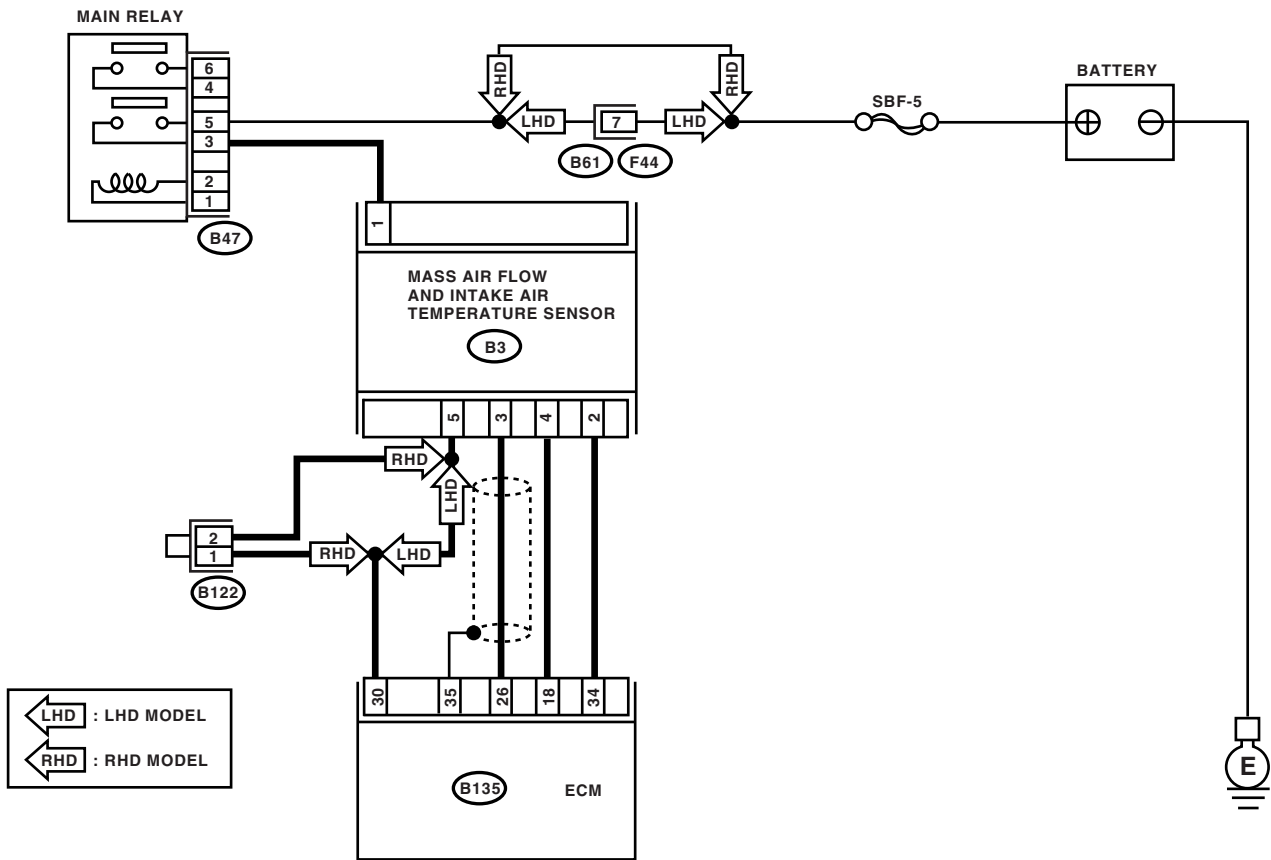 MAIN RELAY
6
4
5
3
2
1
B47
RHD
RHD
LHD
7
LHD
B61
F44
SBF-5
BATTERY
1
MASS AIR FLOW
AND INTAKE AIR
TEMPERATURE SENSOR
B3
5
3
4
2
RHD
LHD
2
1
RHD
LHD
B122
30
35
26
18
34
B135
ECM
LHD : LHD MODEL
RHD : RHD MODEL
E